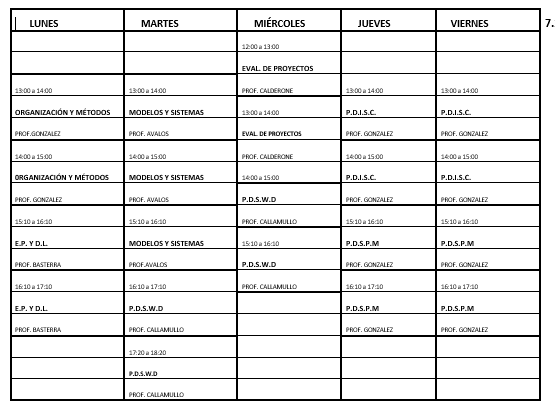 LUNES MARTES MIÉRCOLES JUEVES VIERNES 7.
12:00 a 13:00
EVAL. DE PROYECTOS
13:00 a 14:00 13:00 a 14:00 PROF. CALDERONE 13:00 a 14:00 13:00 a 14:00
ORGANIZACIÓN Y MÉTODOS MODELOS Y SISTEMAS 13:00 a 14:00 P.D.I.S.C. P.D.I.S.C.
PROF.GONZALEZ PROF. AVALOS EVAL. DE PROYECTOS PROF. GONZALEZ PROF. GONZALEZ
14:00 a 15:00 14:00 a 15:00 PROF. CALDERONE 14:00 a 15:00 14:00 a 15:00
0RGANIZACIÓN Y MÉTODOS MODELOS Y SISTEMAS 14:00 a 15:00 P.D.I.S.C. P.D.I.S.C.
PROF. GONZALEZ PROF. AVALOS P.D.S.W.D PROF. GONZALEZ PROF. GONZALEZ
15:10 a 16:10 15:10 a 16:10 PROF. CALLAMULLO 15:10 a 16:10 15:10 a 16:10
E.P. Y D.L. MODELOS Y SISTEMAS 15:10 a 16:10 P.D.S.P.M P.D.S.P.M
PROF. BASTERRA PROF.AVALOS P.D.S.W.D PROF. GONZALEZ PROF. GONZALEZ
16:10 a 17:10 16:10 a 17:10 PROF. CALLAMULLO 16:10 a 17:10 16:10 a 17:10
E.P. Y D.L. P.D.S.W.D P.D.S.P.M P.D.S.P.M
PROF. BASTERRA PROF. CALLAMULLO PROF. GONZALEZ PROF. GONZALEZ
17:20 a 18:20
P.D.S.W.D
PROF. CALLAMULLO